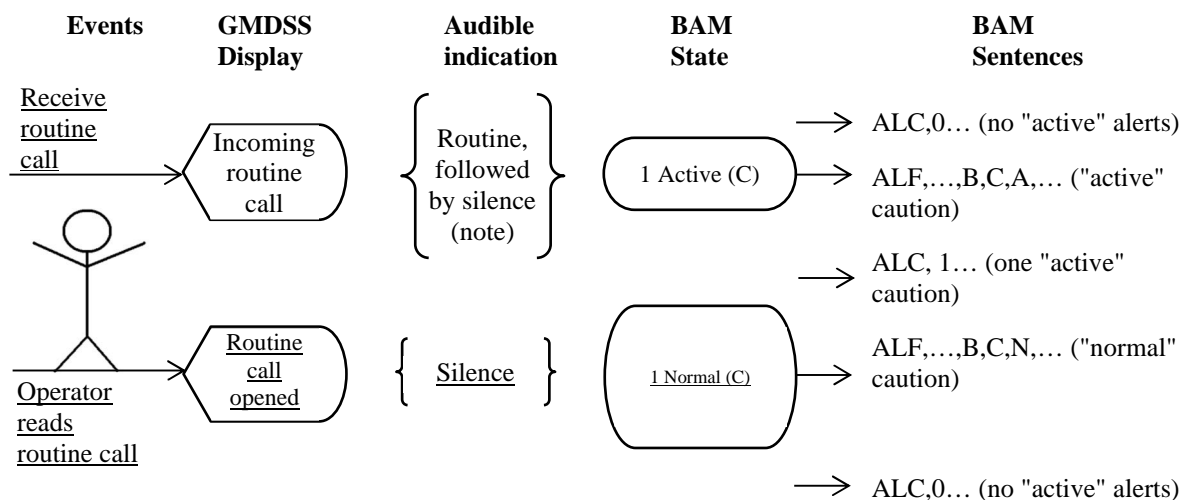 Events
GMDSS
Display
Audible
indication
BAM
State
BAM
Sentences
Receive
routine
call
Incoming
routine
call
Routine,
followed
by silence
(note)
1 Active (C)
ALC,0… (no "active" alerts)
ALF,…,B,C,A,… ("active"
caution)
ALC, 1… (one "active"
caution)
Operator
reads
routine call
Routine
call
opened
Silence
1 Normal (C)
ALF,…,B,C,N,… ("normal"
caution)
ALC,0… (no "active" alerts)